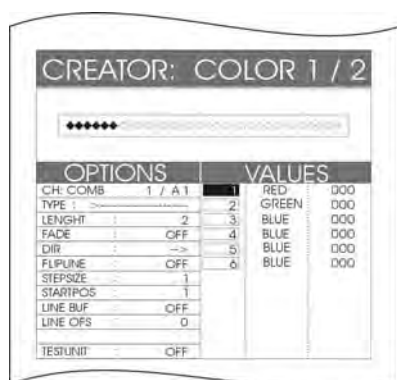 CREATOR: COLOR 1 / 2
OPTIONS VALUES
CH: COMB 1 / A1 1 RED 000
TYPE : 2 GREEN 000
LENGHT : 2 3 BLUE 000
FADE : OFF 4 BLUE 000
DIR : --> 5 BLUE 000
FLIPLINE : OFF 6 BLUE 000
STEPSIZE : 1
STARTPOS : 1
LINE BUF : OFF
LINE OFS : 0
TESTUNIT : OFF